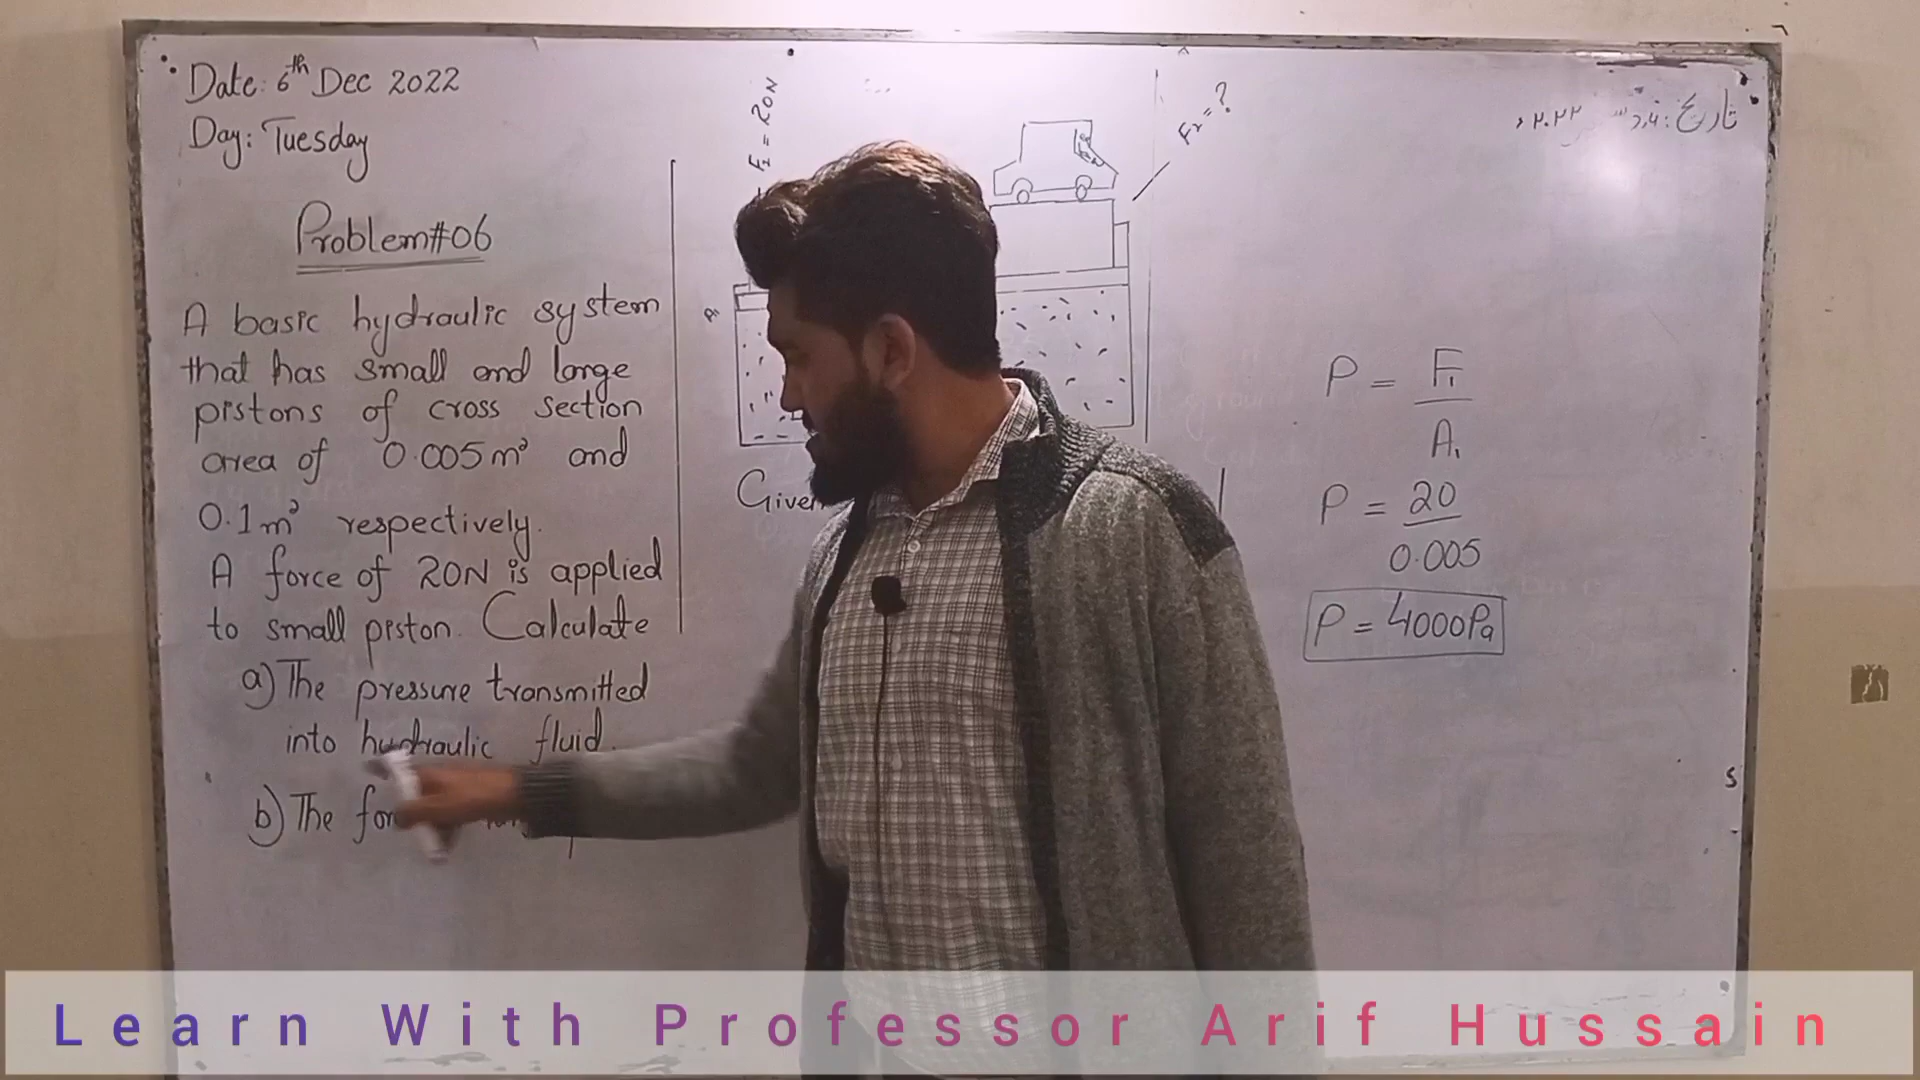 Date: 6th Dec 2022
Day: Tuesday
Problem#06
A basic hydraulic system
that has small and large
pistons of cross section
area of 0.005m² and
0.1m² respectively.
A force of 20N is applied
to small piston. Calculate
a) The pressure transmitted
into hydraulic fluid.
b) The
F₁ = 20N
F₂ = ?
A₁
Given
تاریخ:
P = F₁
A₁
P = 20
0.005
P = 4000Pa
s
Learn With Professor Arif Hussain